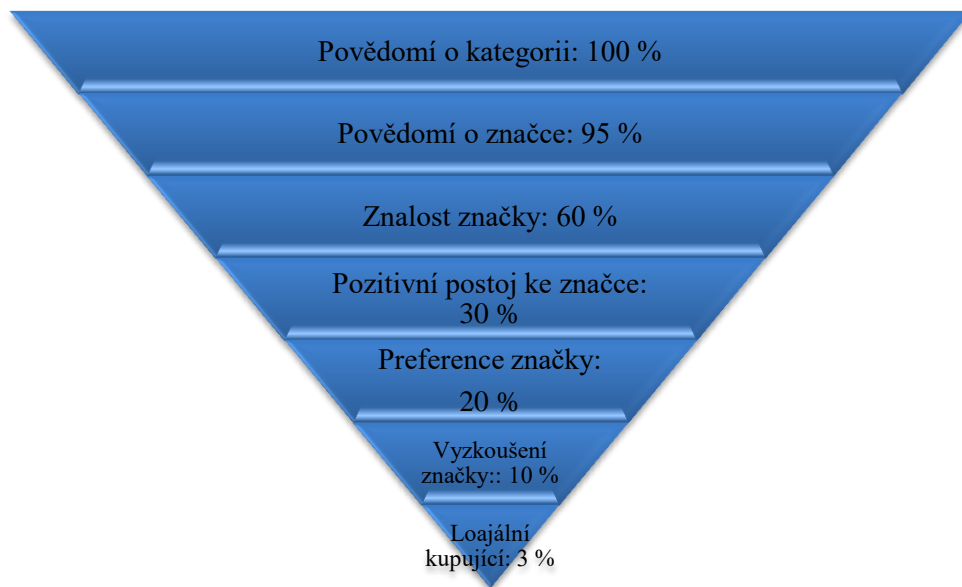 Povědomí o kategorii: 100 %
Povědomí o značce: 95 %
Znalost značky: 60 %
Pozitivní postoj ke značce:
30 %
Preference značky:
20 %
Vyzkoušení
značky:: 10 %
Loajální
kupující: 3 %